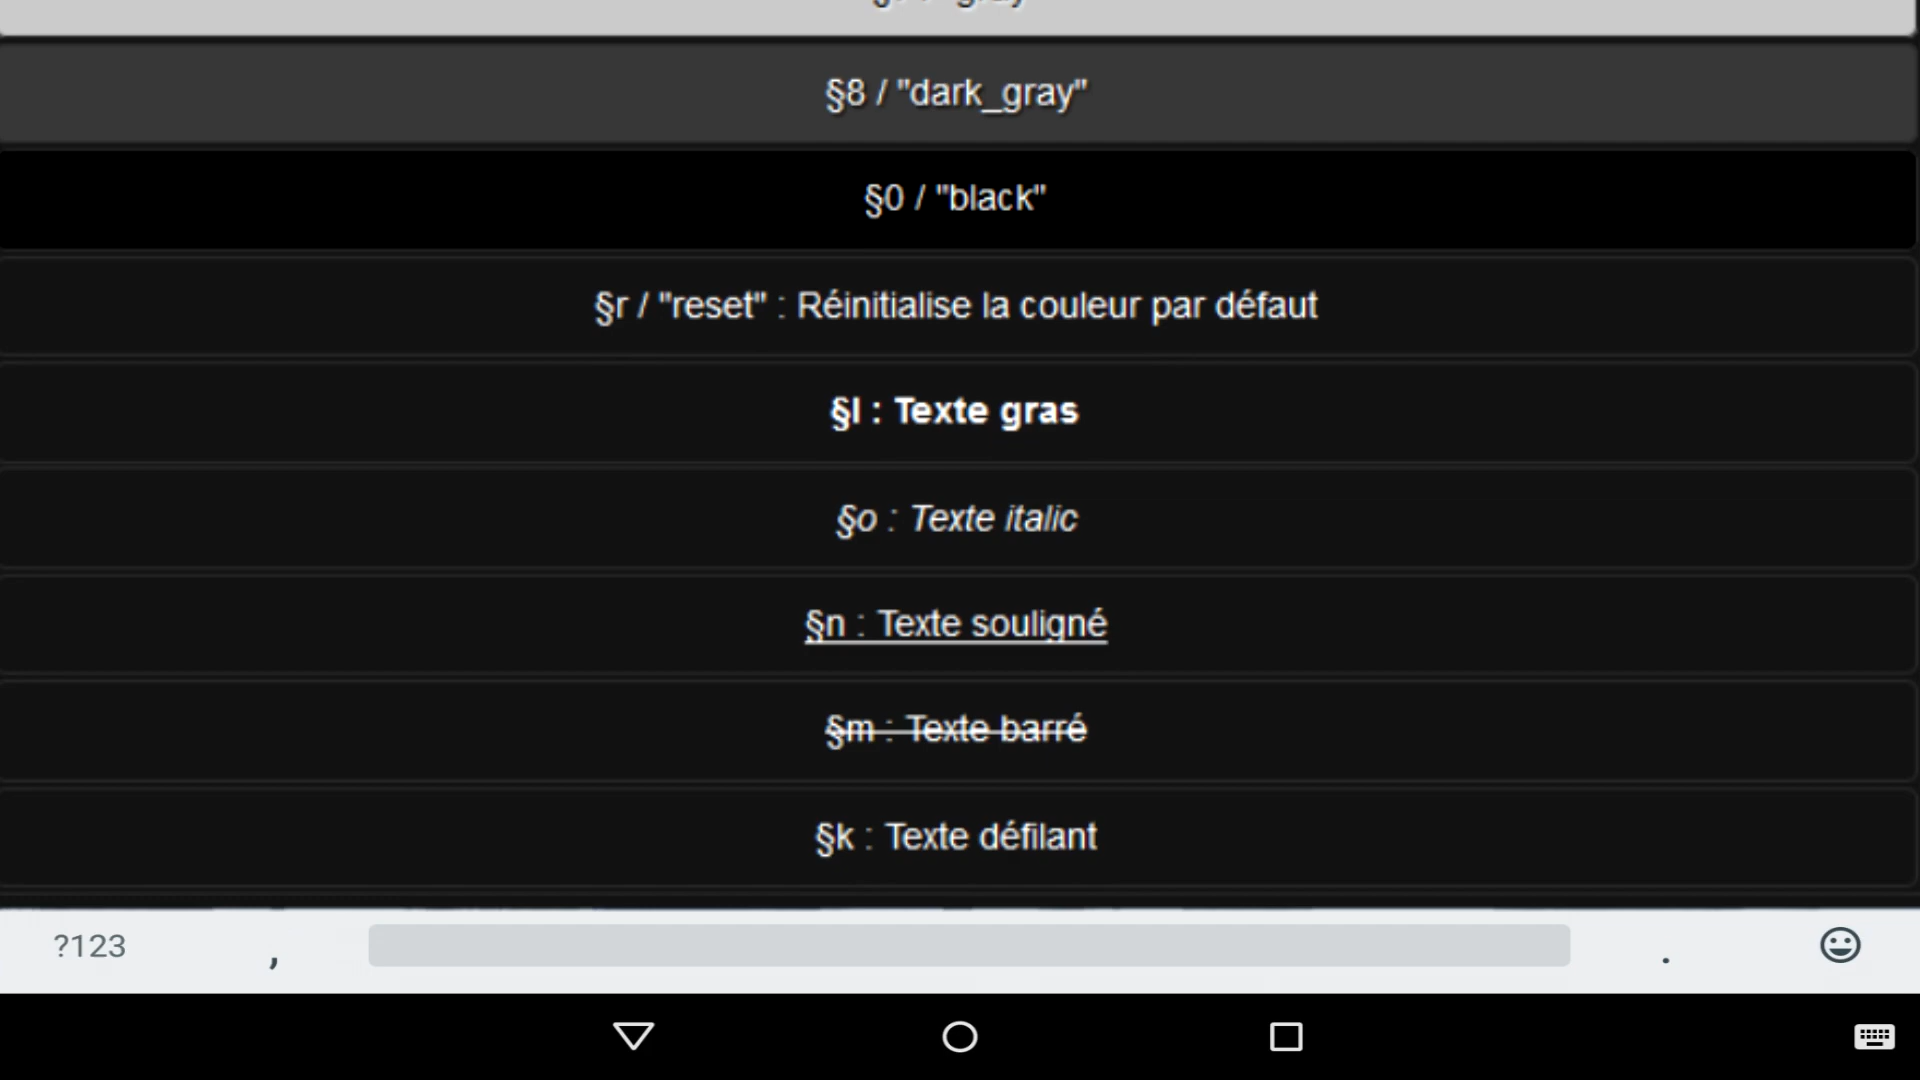 §8 / "dark_gray"
§0 / "black"
§r / "reset" : Réinitialise la couleur par défaut
§l : Texte gras
§o : Texte italic
§n : Texte souligné
§m : Texte barré
§k : Texte défilant
?123 , .